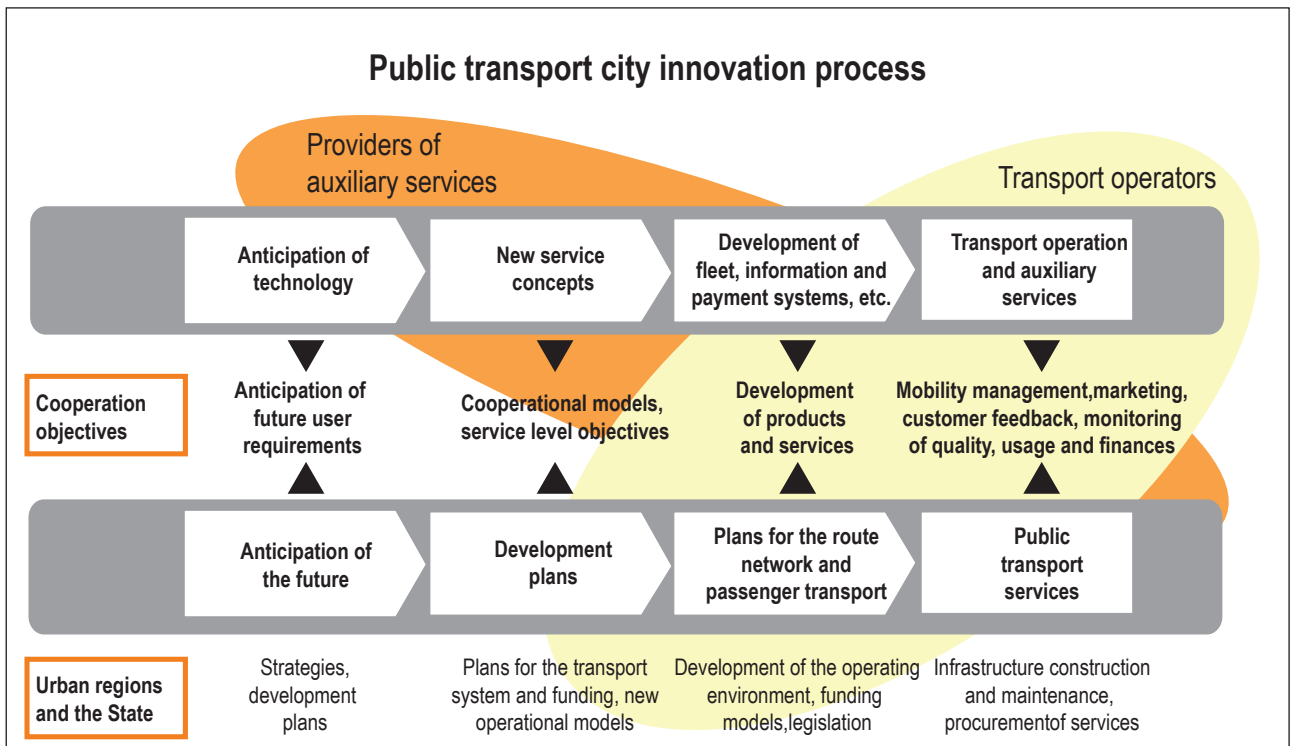 Public transport city innovation process
Providers of
auxiliary services
Transport operators
Anticipation of
technology
New service
concepts
Development of
fleet, information and
payment systems, etc.
Transport operation
and auxiliary
services
Cooperation
objectives
Anticipation of
future user
requirements
Cooperational models,
service level objectives
Development
of products
and services
Mobility management,marketing,
customer feedback, monitoring
of quality, usage and finances
Anticipation of
the future
Development
plans
Plans for the route
network and
passenger transport
Public
transport
services
Urban regions
and the State
Strategies,
development
plans
Plans for the transport
system and funding, new
operational models
Development of the operating
environment, funding
models,legislation
Infrastructure construction
and maintenance,
procurementof services